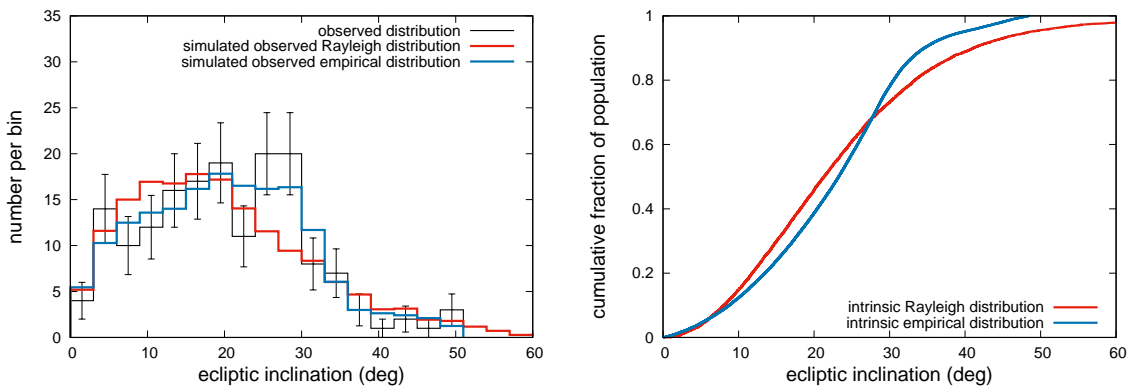 35
30
25
20
15
10
5
0
number per bin
observed distribution
simulated observed Rayleigh distribution
simulated observed empirical distribution
0 10 20 30 40 50 60
ecliptic inclination (deg)
1
0.8
0.6
0.4
0.2
0
cumulative fraction of population
intrinsic Rayleigh distribution
intrinsic empirical distribution
0 10 20 30 40 50 60
ecliptic inclination (deg)